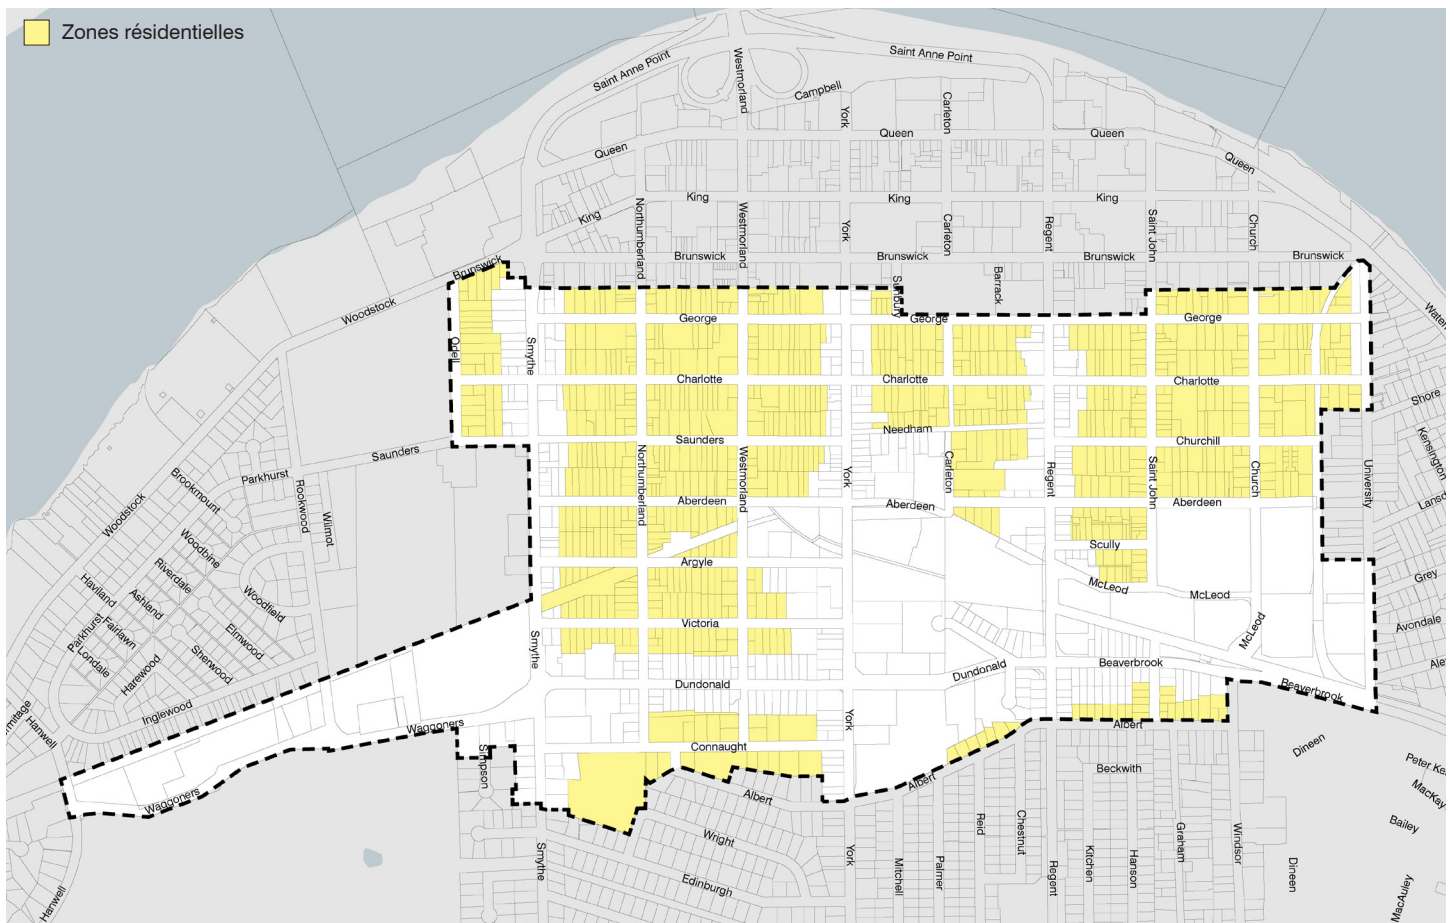 Zones résidentielles
Saint Anne Point
Saint Anne Point
Westmorland
Campbell
York
Carleton
Queen
Queen
Queen
Queen
King
King
King
King
Northumberland
Westmorland
York
Carleton
Regent
Saint John
Church
Brunswick
Brunswick
Brunswick
Brunswick
Brunswick
Sunbury
Barrack
Woodstock
George
George
George
Odell
Smythe
Charlotte
Charlotte
Charlotte
Shore
Needham
Saunders
Saunders
Churchill
Kensington
Northumberland
Westmorland
York
Carleton
Regent
Saint John
Church
University
Parkhurst
Brookmount
Rookwood
Wilmot
Woodstock
Aberdeen
Aberdeen
Aberdeen
Scully
Argyle
Woodbine
Riverdale
Ashland
Woodfield
Haviland
Parkhurst
Fairlawn
Londale
Elmwood
Sherwood
Harewood
McLeod
McLeod
McLeod
Grey
Avondale
Victoria
Smythe
Dundonald
Dundonald
Beaverbrook
Beaverbrook
Inglewood
Hanwell
Waggoners
York
Albert
Connaught
Simpson
Dineen
Waggoners
Albert
Albert
Beckwith
MacKay
Bailey
Wright
Reid
Chestnut
Smythe
York
Mitchell
Palmer
Regent
Kitchen
Hanson
Graham
Windsor
Dineen
Edinburgh
Hanwell
MacAuley